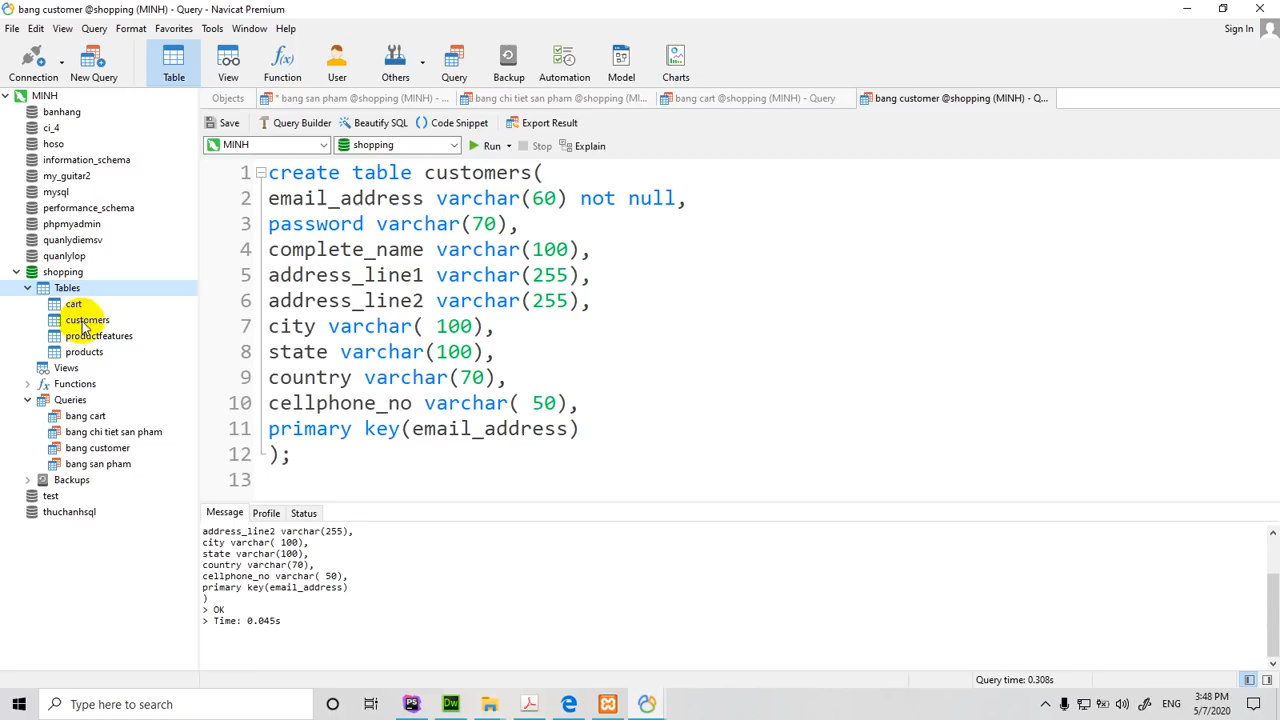 bang customer @shopping (MINH) - Query - Navicat Premium
File Edit View Query Format Favorites Tools Window Help
Sign In
Connection New Query Table View Function User Others Query Backup Automation Model Charts
MINH
banhang
ci_4
hoso
information_schema
my_guitar2
mysql
performance_schema
phpmyadmin
quanlydiemsv
quanlylop
shopping
Tables
cart
customers
productfeatures
products
Views
Functions
Queries
bang cart
bang chi tiet san pham
bang customer
bang san pham
Backups
test
thuchanhsql
Objects * bang san pham @shopping (MINH) - ... bang chi tiet san pham @shopping (MI... bang cart @shopping (MINH) - Query bang customer @shopping (MINH) - Q...
Save Query Builder Beautify SQL () Code Snippet Export Result
MINH shopping Run Stop Explain
1 create table customers(
2 email_address varchar(60) not null,
3 password varchar(70),
4 complete_name varchar(100),
5 address_line1 varchar(255),
6 address_line2 varchar(255),
7 city varchar( 100),
8 state varchar(100),
9 country varchar(70),
10 cellphone_no varchar( 50),
11 primary key(email_address)
12 );
13
Message Profile Status
address_line2 varchar(255),
city varchar( 100),
state varchar(100),
country varchar(70),
cellphone_no varchar( 50),
primary key(email_address)
)
> OK
> Time: 0.045s
Query time: 0.308s
Type here to search
Ps Dw
ENG
3:48 PM
5/7/2020